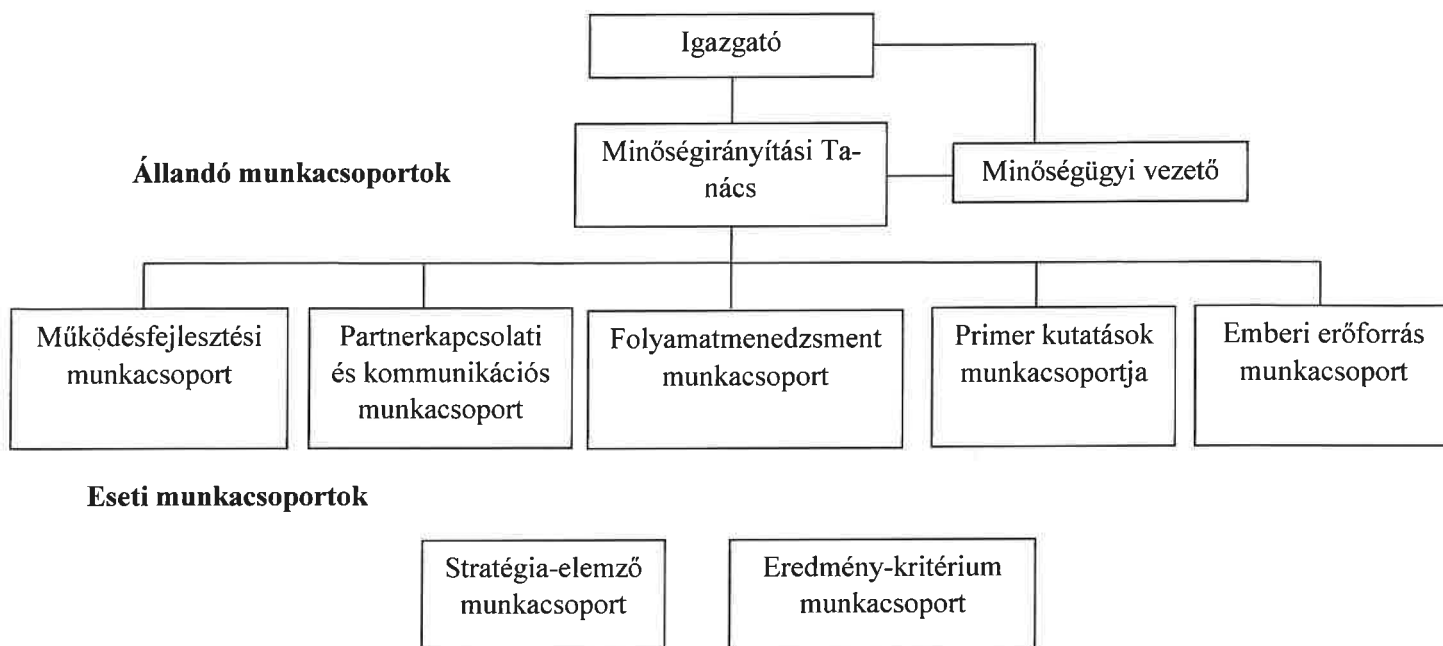 Igazgató
Minőségirányítási Ta-
nács
Állandó munkacsoportok
Minőségügyi vezető
Működésfejlesztési
munkacsoport
Partnerkapcsolati
és kommunikációs
munkacsoport
Folyamatmenedzsment
munkacsoport
Primer kutatások
munkacsoportja
Emberi erőforrás
munkacsoport
Eseti munkacsoportok
Stratégia-elemző
munkacsoport
Eredmény-kritérium
munkacsoport